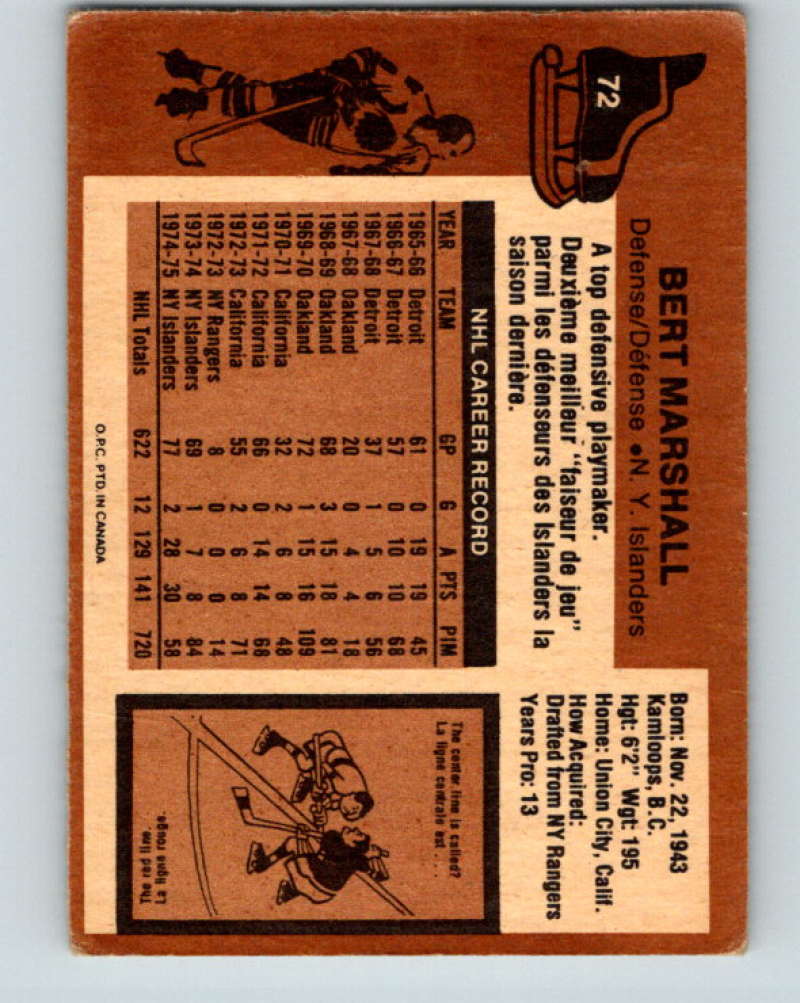 72
BERT MARSHALL
Defense/Défense • N. Y. Islanders
A top defensive playmaker.
Deuxième meilleur "faiseur de jeu"
parmi les défenseurs des Islanders la
saison dernière.
Born: Nov. 22, 1943
Kamloops, B.C.
Hgt: 6'2" Wgt: 195
Home: Union City, Calif.
How Acquired:
Drafted from NY Rangers
Years Pro: 13
NHL CAREER RECORD
YEAR TEAM GP G A PTS PIM
1965-66 Detroit 61 0 19 19 45
1966-67 Detroit 57 0 10 10 68
1967-68 Detroit 37 1 5 6 56
1967-68 Oakland 20 0 4 4 18
1968-69 Oakland 68 3 15 18 81
1969-70 Oakland 72 1 15 16 109
1970-71 California 32 2 6 8 48
1971-72 California 66 0 14 14 68
1972-73 California 55 2 6 8 71
1972-73 NY Rangers 8 0 0 0 14
1973-74 NY Islanders 69 1 7 8 84
1974-75 NY Islanders 77 2 28 30 58
NHL Totals 622 12 129 141 720
The center line is called?
La ligne centrale est ...
The red line.
La ligne rouge.
O.P.C. PTD. IN CANADA